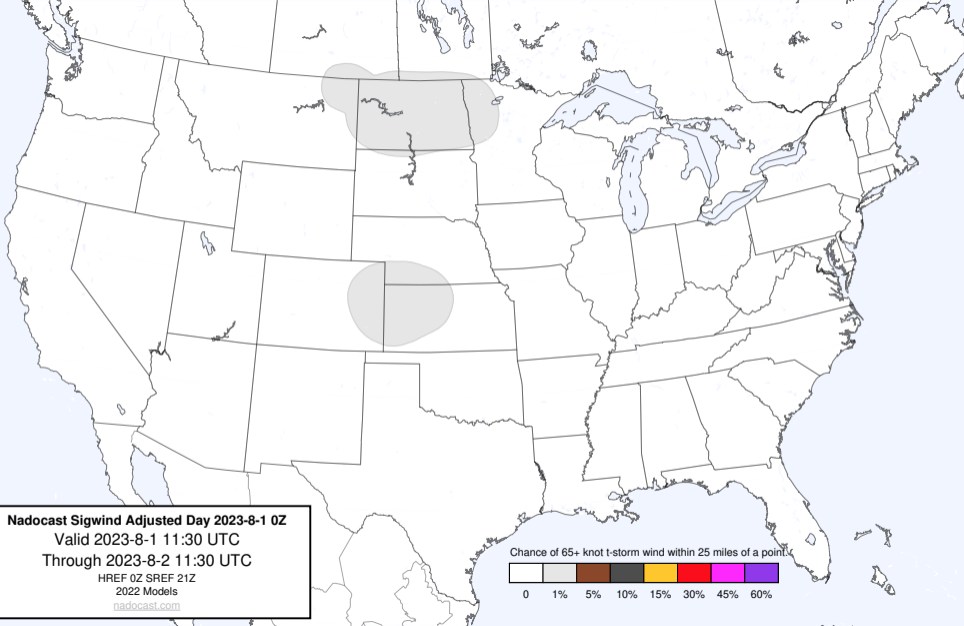 Nadocast Sigwind Adjusted Day 2023-8-1 0Z
Valid 2023-8-1 11:30 UTC
Through 2023-8-2 11:30 UTC
HREF 0Z SREF 21Z
2022 Models
nadocast.com
Chance of 65+ knot t-storm wind within 25 miles of a point.
0 1% 5% 10% 15% 30% 45% 60%